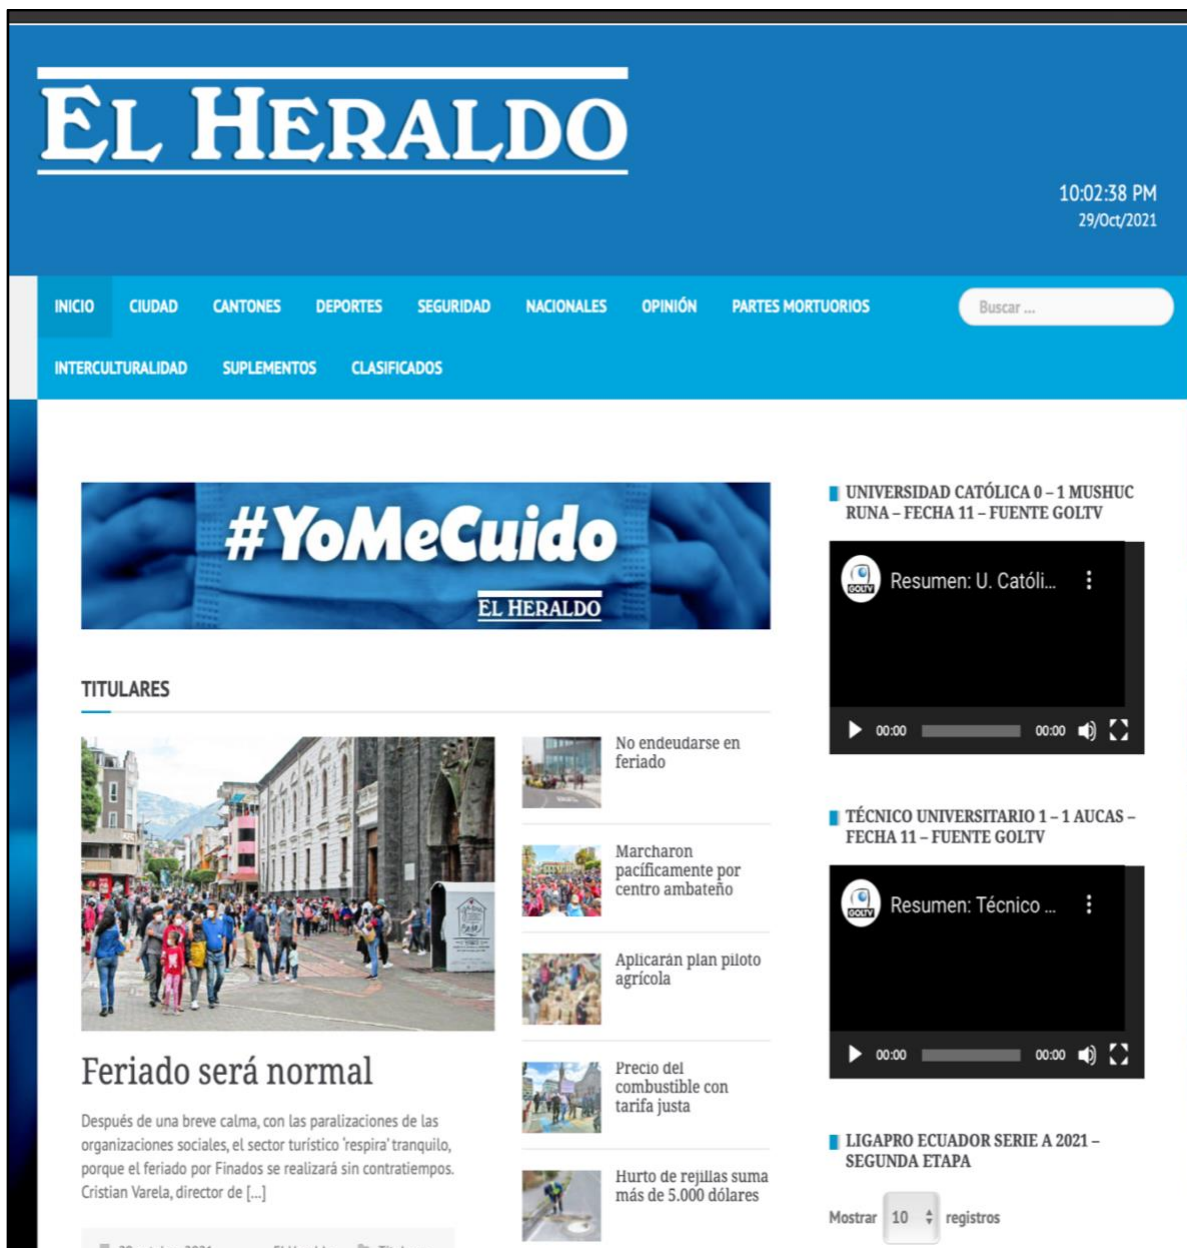 EL HERALDO
10:02:38 PM
29/Oct/2021
INICIO CIUDAD CANTONES DEPORTES SEGURIDAD NACIONALES OPINIÓN PARTES MORTUORIOS
Buscar ...
INTERCULTURALIDAD SUPLEMENTOS CLASIFICADOS
#YoMeCuido
EL HERALDO
TITULARES
Feriado será normal
Después de una breve calma, con las paralizaciones de las
organizaciones sociales, el sector turístico 'respira' tranquilo,
porque el feriado por Finados se realizará sin contratiempos.
Cristian Varela, director de [...]
No endeudarse en
feriado
Marcharon
pacíficamente por
centro ambateño
Aplicarán plan piloto
agrícola
Precio del
combustible con
tarifa justa
Hurto de rejillas suma
más de 5.000 dólares
UNIVERSIDAD CATÓLICA 0 – 1 MUSHUC
RUNA – FECHA 11 – FUENTE GOLTV
GOLTV
Resumen: U. Católi...
00:00 00:00
TÉCNICO UNIVERSITARIO 1 – 1 AUCAS –
FECHA 11 – FUENTE GOLTV
GOLTV
Resumen: Técnico ...
00:00 00:00
LIGAPRO ECUADOR SERIE A 2021 –
SEGUNDA ETAPA
Mostrar 10 registros